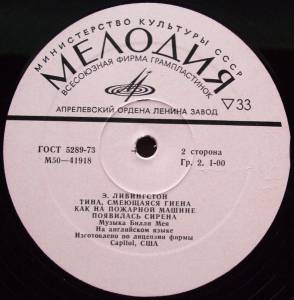 МИНИСТЕРСТВО КУЛЬТУРЫ СССР
МЕЛОДИЯ
ВСЕСОЮЗНАЯ ФИРМА ГРАМПЛАСТИНОК
▽33
АПРЕЛЕВСКИЙ ОРДЕНА ЛЕНИНА ЗАВОД
ГОСТ 5289-73
М50-41918
2 сторона
Гр. 2. 1-00
Э. ЛИВИНГСТОН
ТИНА, СМЕЮЩАЯСЯ ГИЕНА
КАК НА ПОЖАРНОЙ МАШИНЕ
ПОЯВИЛАСЬ СИРЕНА
Музыка Билли Мея
На английском языке
Изготовлено по лицензии фирмы
Capitol, США